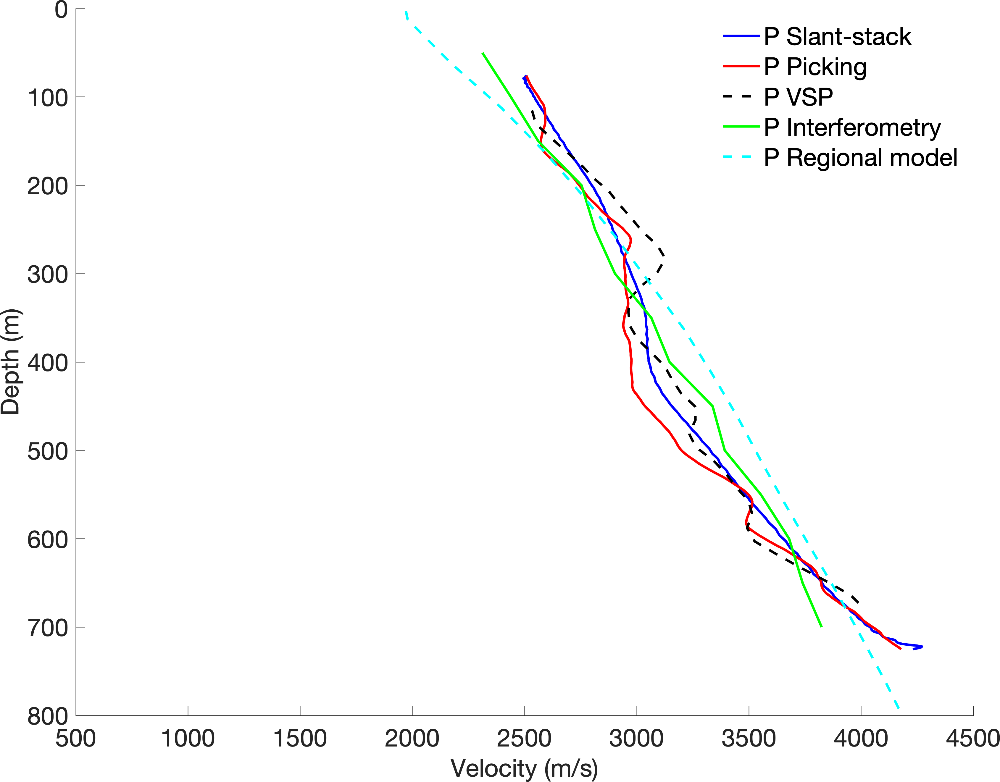 0
100
200
300
400
500
600
700
800
Depth (m)
500 1000 1500 2000 2500 3000 3500 4000 4500
Velocity (m/s)
P Slant-stack
P Picking
P VSP
P Interferometry
P Regional model